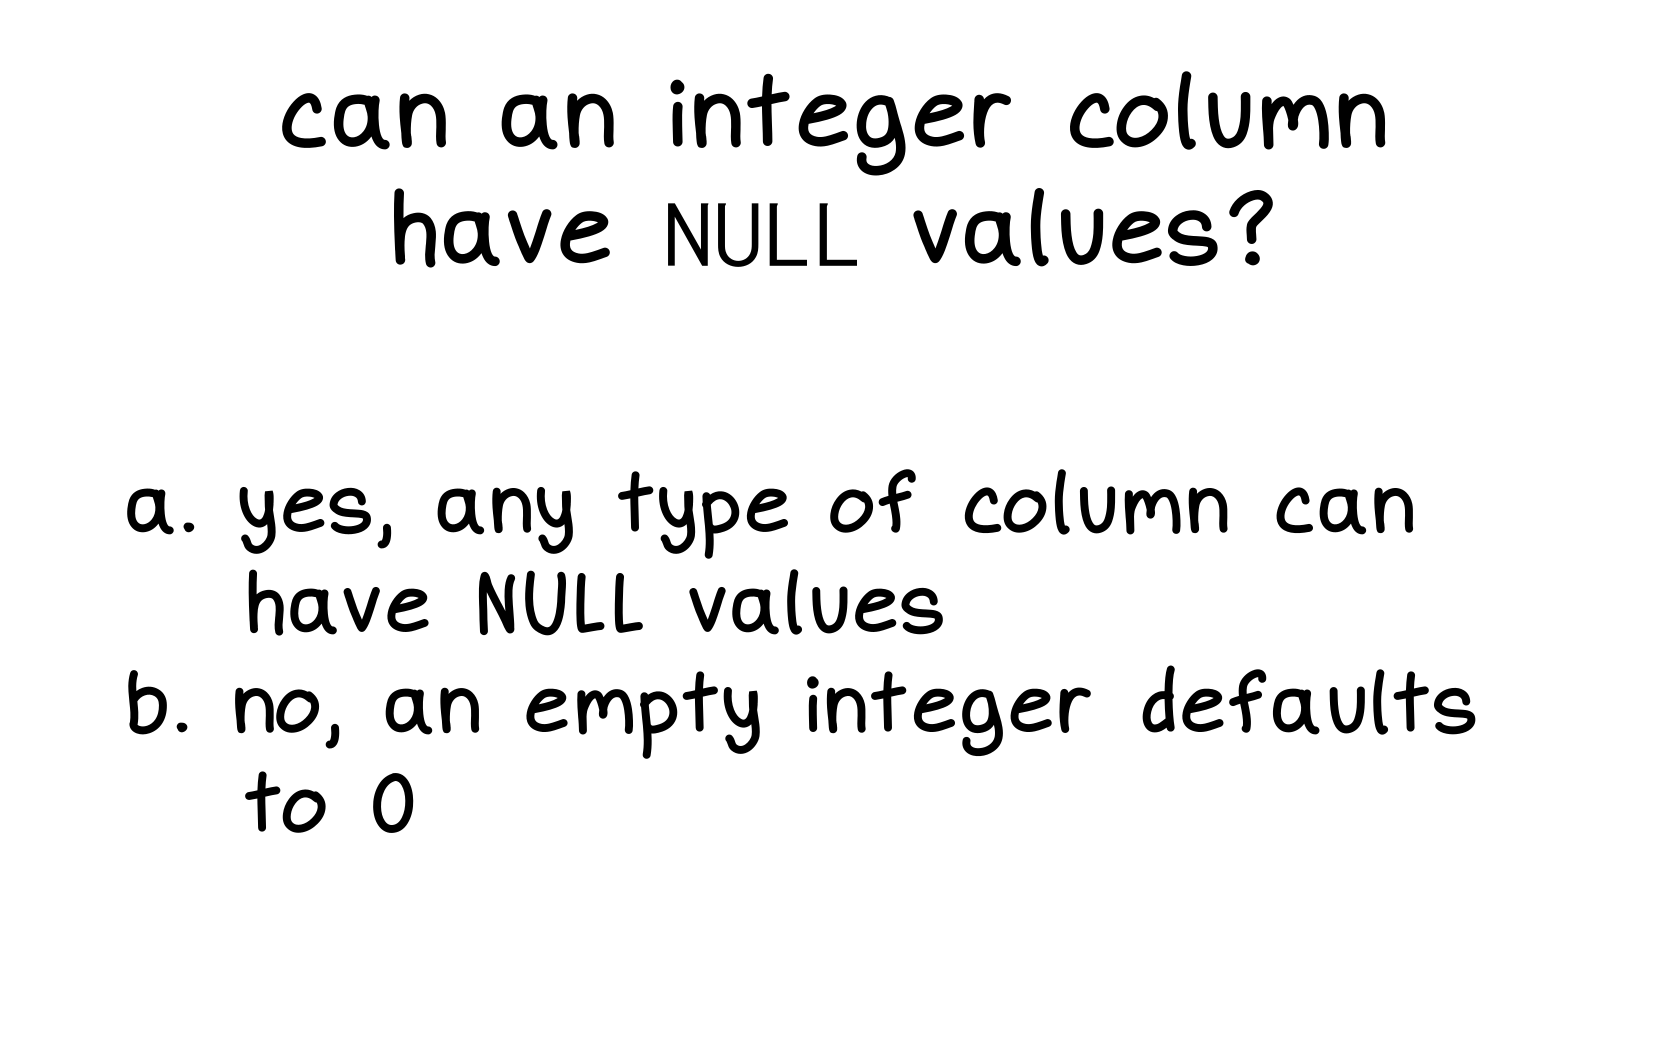 can an integer column
have NULL values?
a. yes, any type of column can
have NULL values
b. no, an empty integer defaults
to 0